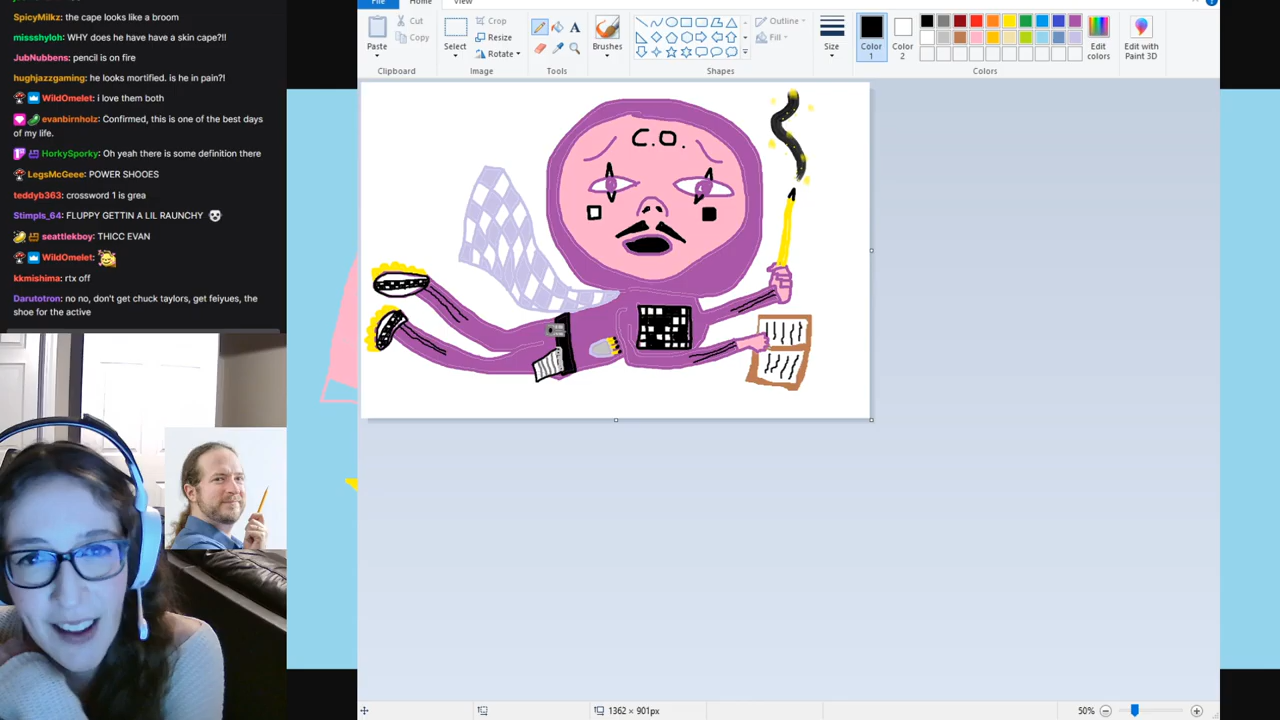 SpicyMilkz: the cape looks like a broom
missshyloh: WHY does he have have a skin cape?!!
JubNubbens: pencil is on fire
hughjazzgaming: he looks mortified. is he in pain?!
WildOmelet: i love them both
evanbirnholz: Confirmed, this is one of the best days
of my life.
HorkySporky: Oh yeah there is some definition there
LegsMcGeee: POWER SHOOES
teddyb363: crossword 1 is grea
Stimpls_64: FLUPPY GETTIN A LIL RAUNCHY
seattlekboy: THICC EVAN
WildOmelet:
kkmishima: rtx off
Darutotron: no no, don't get chuck taylors, get feiyues, the
shoe for the active
File Home View
Paste
Cut
Copy
Clipboard
Select
Crop
Resize
Rotate
Image
Tools
Brushes
Shapes
Outline
Fill
Size
Color
1
Color
2
Colors
Edit
colors
Edit with
Paint 3D
C.O.
1362 × 901px
50%